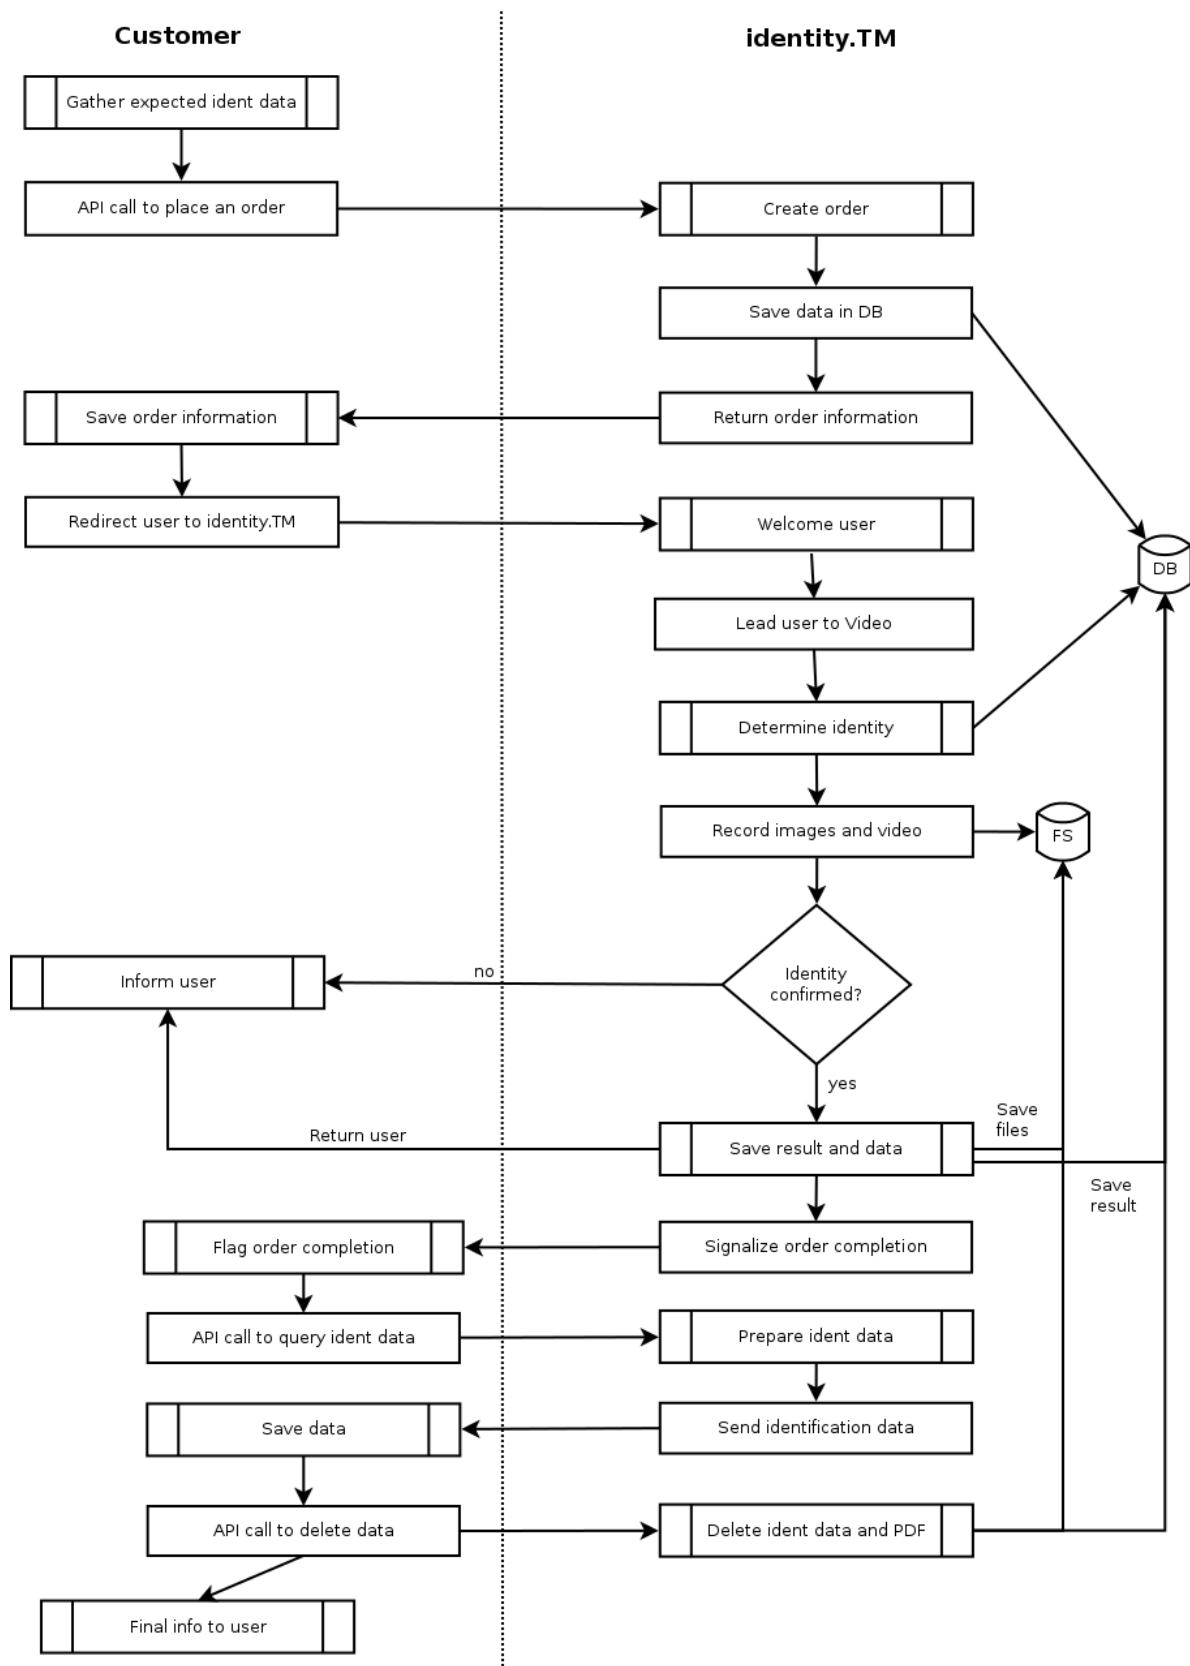 Customer
identity.TM
Gather expected ident data
API call to place an order
Create order
Save data in DB
Save order information
Return order information
Redirect user to identity.TM
Welcome user
DB
Lead user to Video
Determine identity
Record images and video
FS
Inform user
no
Identity
confirmed?
yes
Save
files
Return user
Save result and data
Save
result
Flag order completion
Signalize order completion
API call to query ident data
Prepare ident data
Save data
Send identification data
API call to delete data
Delete ident data and PDF
Final info to user